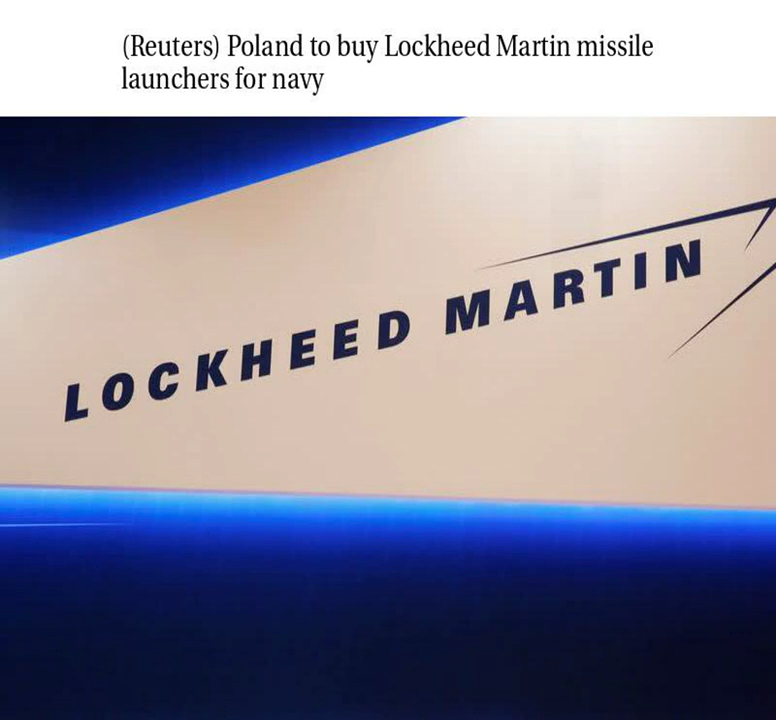 (Reuters) Poland to buy Lockheed Martin missile
launchers for navy
LOCKHEED MARTIN